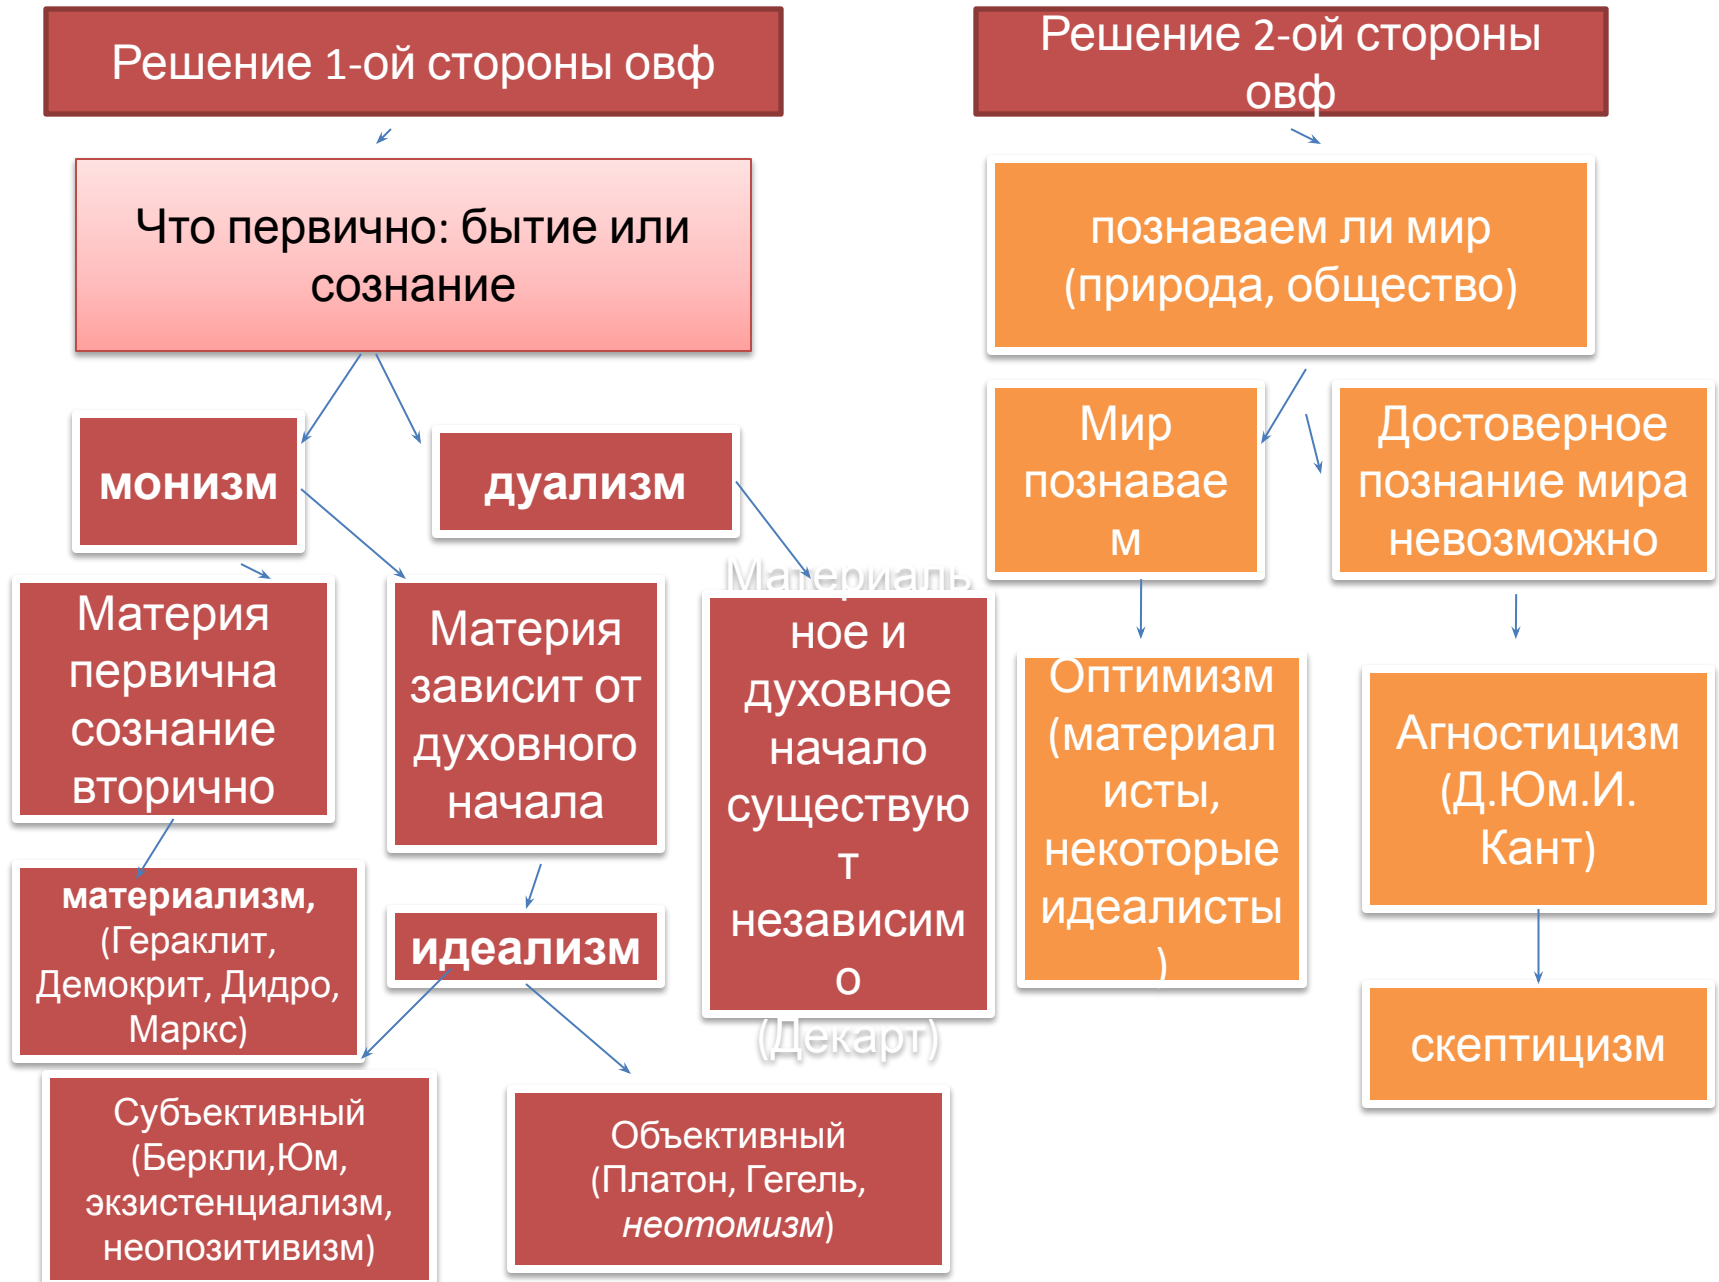 Решение 1-ой стороны овф
Решение 2-ой стороны
овф
Что первично: бытие или
сознание
познаваем ли мир
(природа, общество)
монизм
дуализм
Мир
познавае
м
Достоверное
познание мира
невозможно
Материя
первична
сознание
вторично
Материя
зависит от
духовного
начала
Материаль
ное и
духовное
начало
существую
т
независим
о
(Декарт)
Оптимизм
(материал
исты,
некоторые
идеалисты
)
Агностицизм
(Д.Юм.И.
Кант)
материализм,
(Гераклит,
Демокрит, Дидро,
Маркс)
идеализм
скептицизм
Субъективный
(Беркли,Юм,
экзистенциализм,
неопозитивизм)
Объективный
(Платон, Гегель,
неотомизм)